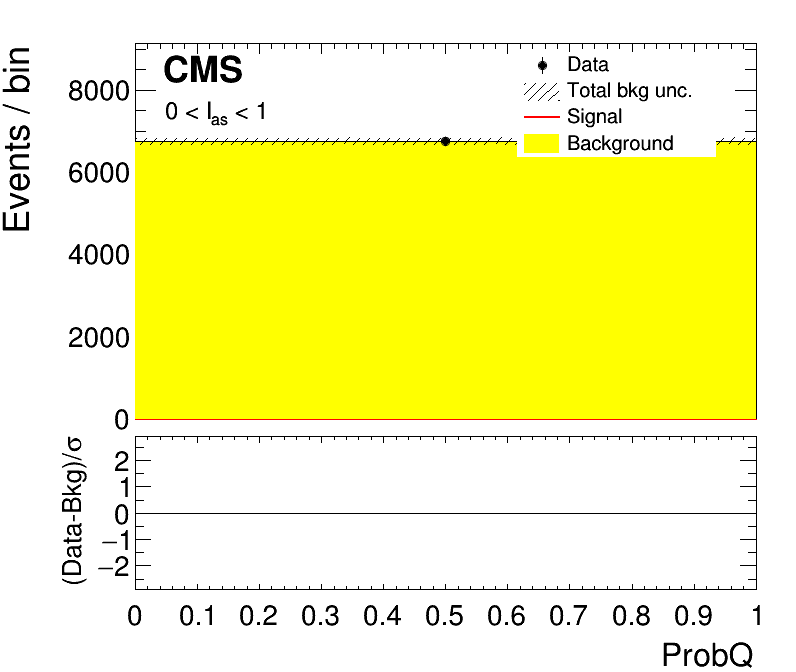 CMS
0 < I_as < 1
Data
Total bkg unc.
Signal
Background
Events / bin
8000
6000
4000
2000
0
(Data-Bkg)/σ
2
1
0
−1
−2
0 0.1 0.2 0.3 0.4 0.5 0.6 0.7 0.8 0.9 1
ProbQ